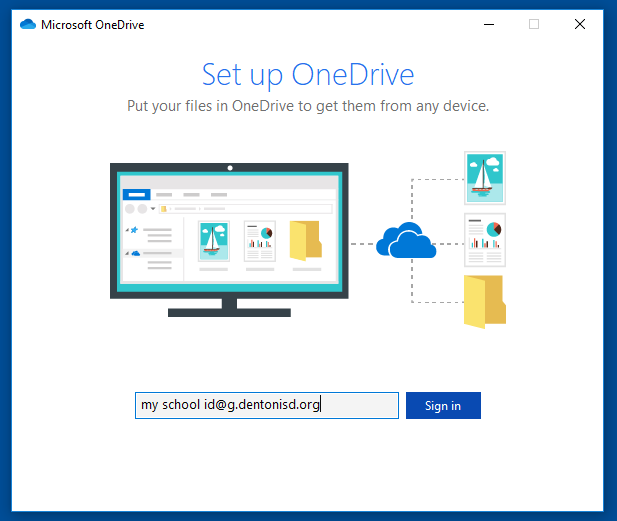 Microsoft OneDrive
Set up OneDrive
Put your files in OneDrive to get them from any device.
my school id@g.dentonisd.org
Sign in